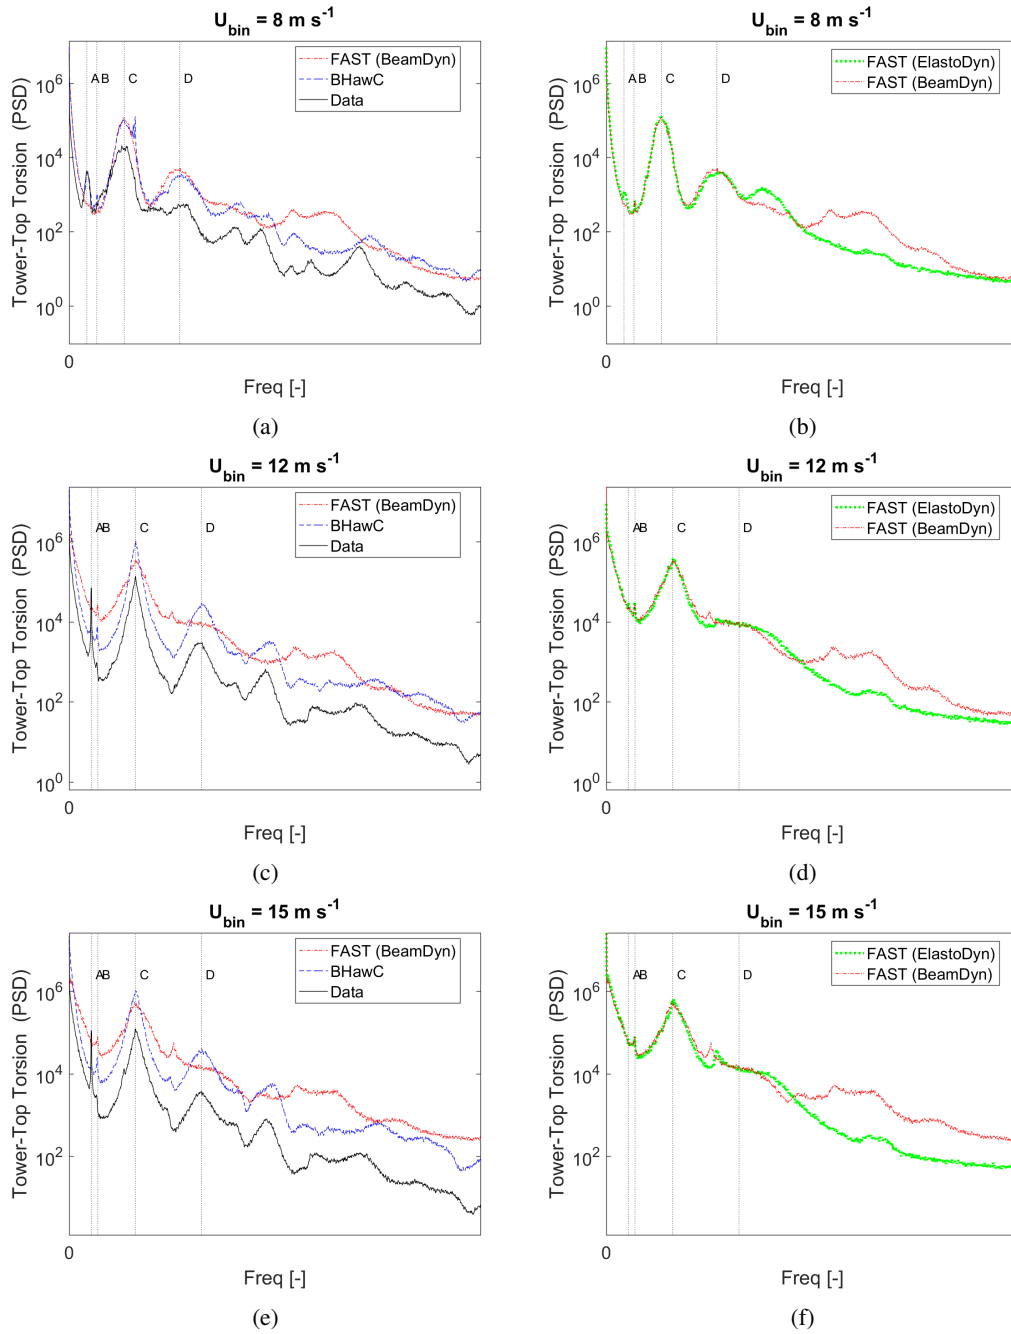 U_bin = 8 m s^-1
Tower-Top Torsion (PSD)
10^6
10^4
10^2
10^0
A B C D
FAST (BeamDyn)
BHawC
Data
0
Freq [-]
(a)
U_bin = 8 m s^-1
Tower-Top Torsion (PSD)
10^6
10^4
10^2
10^0
A B C D
FAST (ElastoDyn)
FAST (BeamDyn)
0
Freq [-]
(b)
U_bin = 12 m s^-1
Tower-Top Torsion (PSD)
10^6
10^4
10^2
10^0
A B C D
FAST (BeamDyn)
BHawC
Data
0
Freq [-]
(c)
U_bin = 12 m s^-1
Tower-Top Torsion (PSD)
10^6
10^4
10^2
10^0
A B C D
FAST (ElastoDyn)
FAST (BeamDyn)
0
Freq [-]
(d)
U_bin = 15 m s^-1
Tower-Top Torsion (PSD)
10^6
10^4
10^2
A B C D
FAST (BeamDyn)
BHawC
Data
0
Freq [-]
(e)
U_bin = 15 m s^-1
Tower-Top Torsion (PSD)
10^6
10^4
10^2
A B C D
FAST (ElastoDyn)
FAST (BeamDyn)
0
Freq [-]
(f)